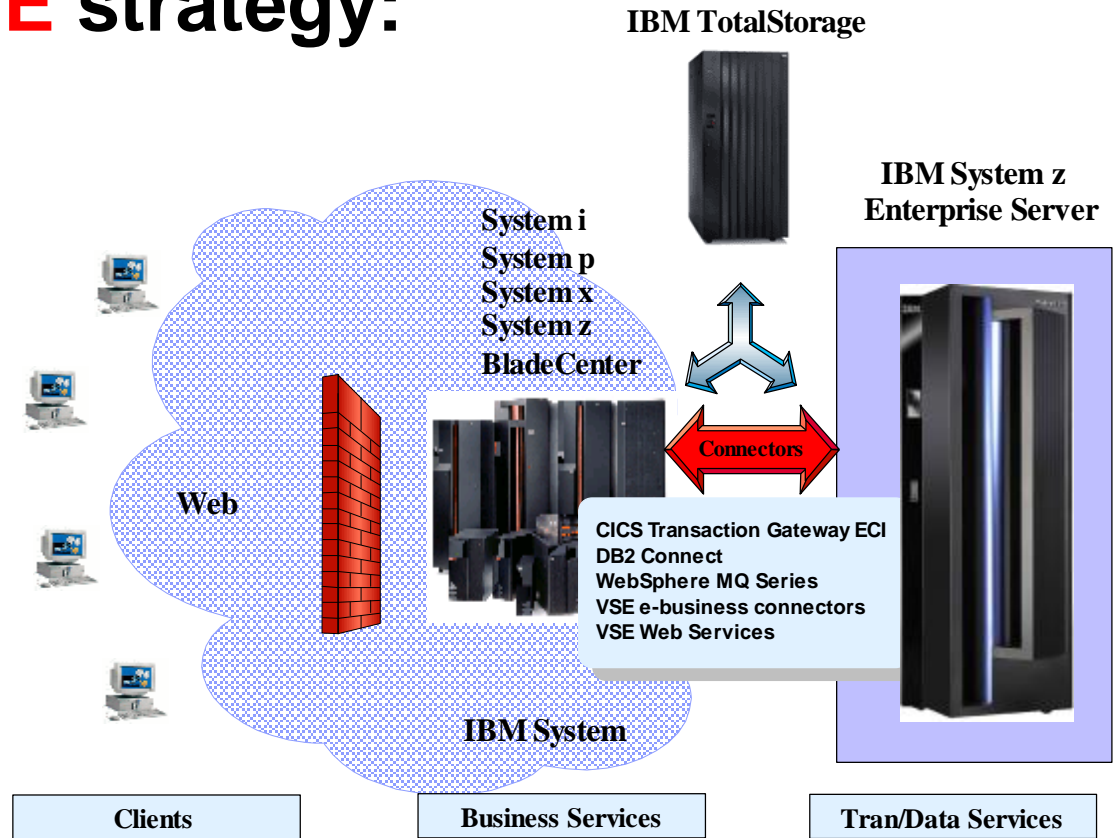 E strategy:
IBM TotalStorage
IBM System z
Enterprise Server
System i
System p
System x
System z
BladeCenter
Connectors
Web
CICS Transaction Gateway ECI
DB2 Connect
WebSphere MQ Series
VSE e-business connectors
VSE Web Services
IBM System
Clients
Business Services
Tran/Data Services